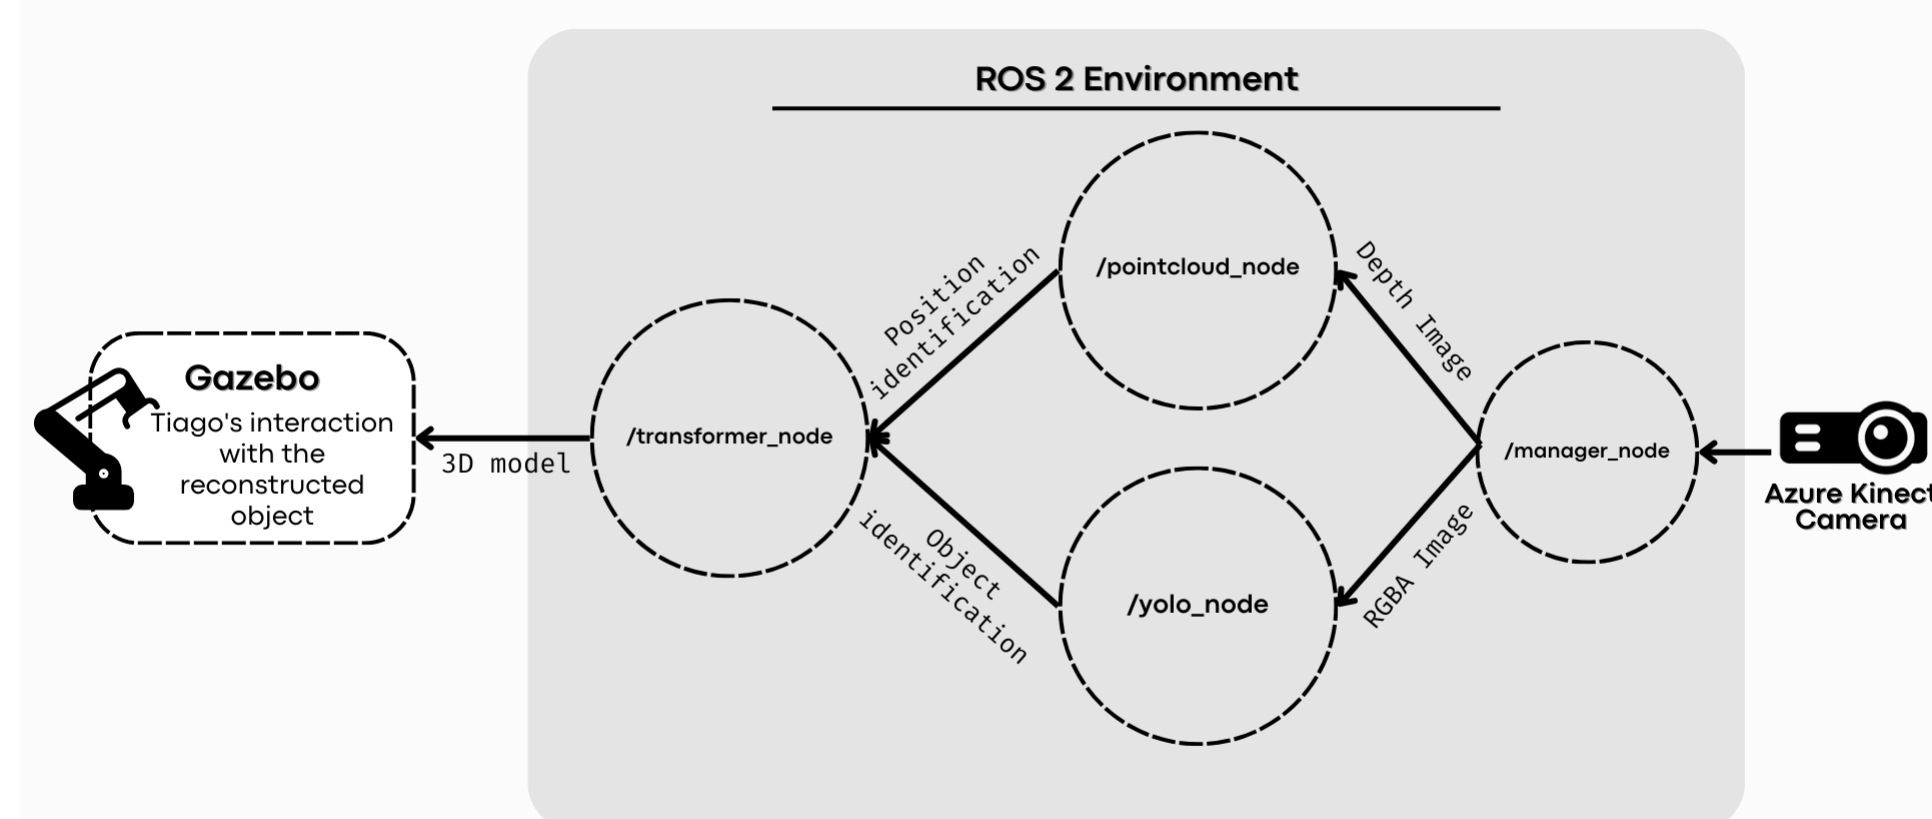 ROS 2 Environment
/pointcloud_node
Position
identification
Depth Image
Gazebo
Tiago's interaction
with the
reconstructed
object
3D model
/transformer_node
/manager_node
Azure Kinect
Camera
Object
identification
/yolo_node
RGBA Image